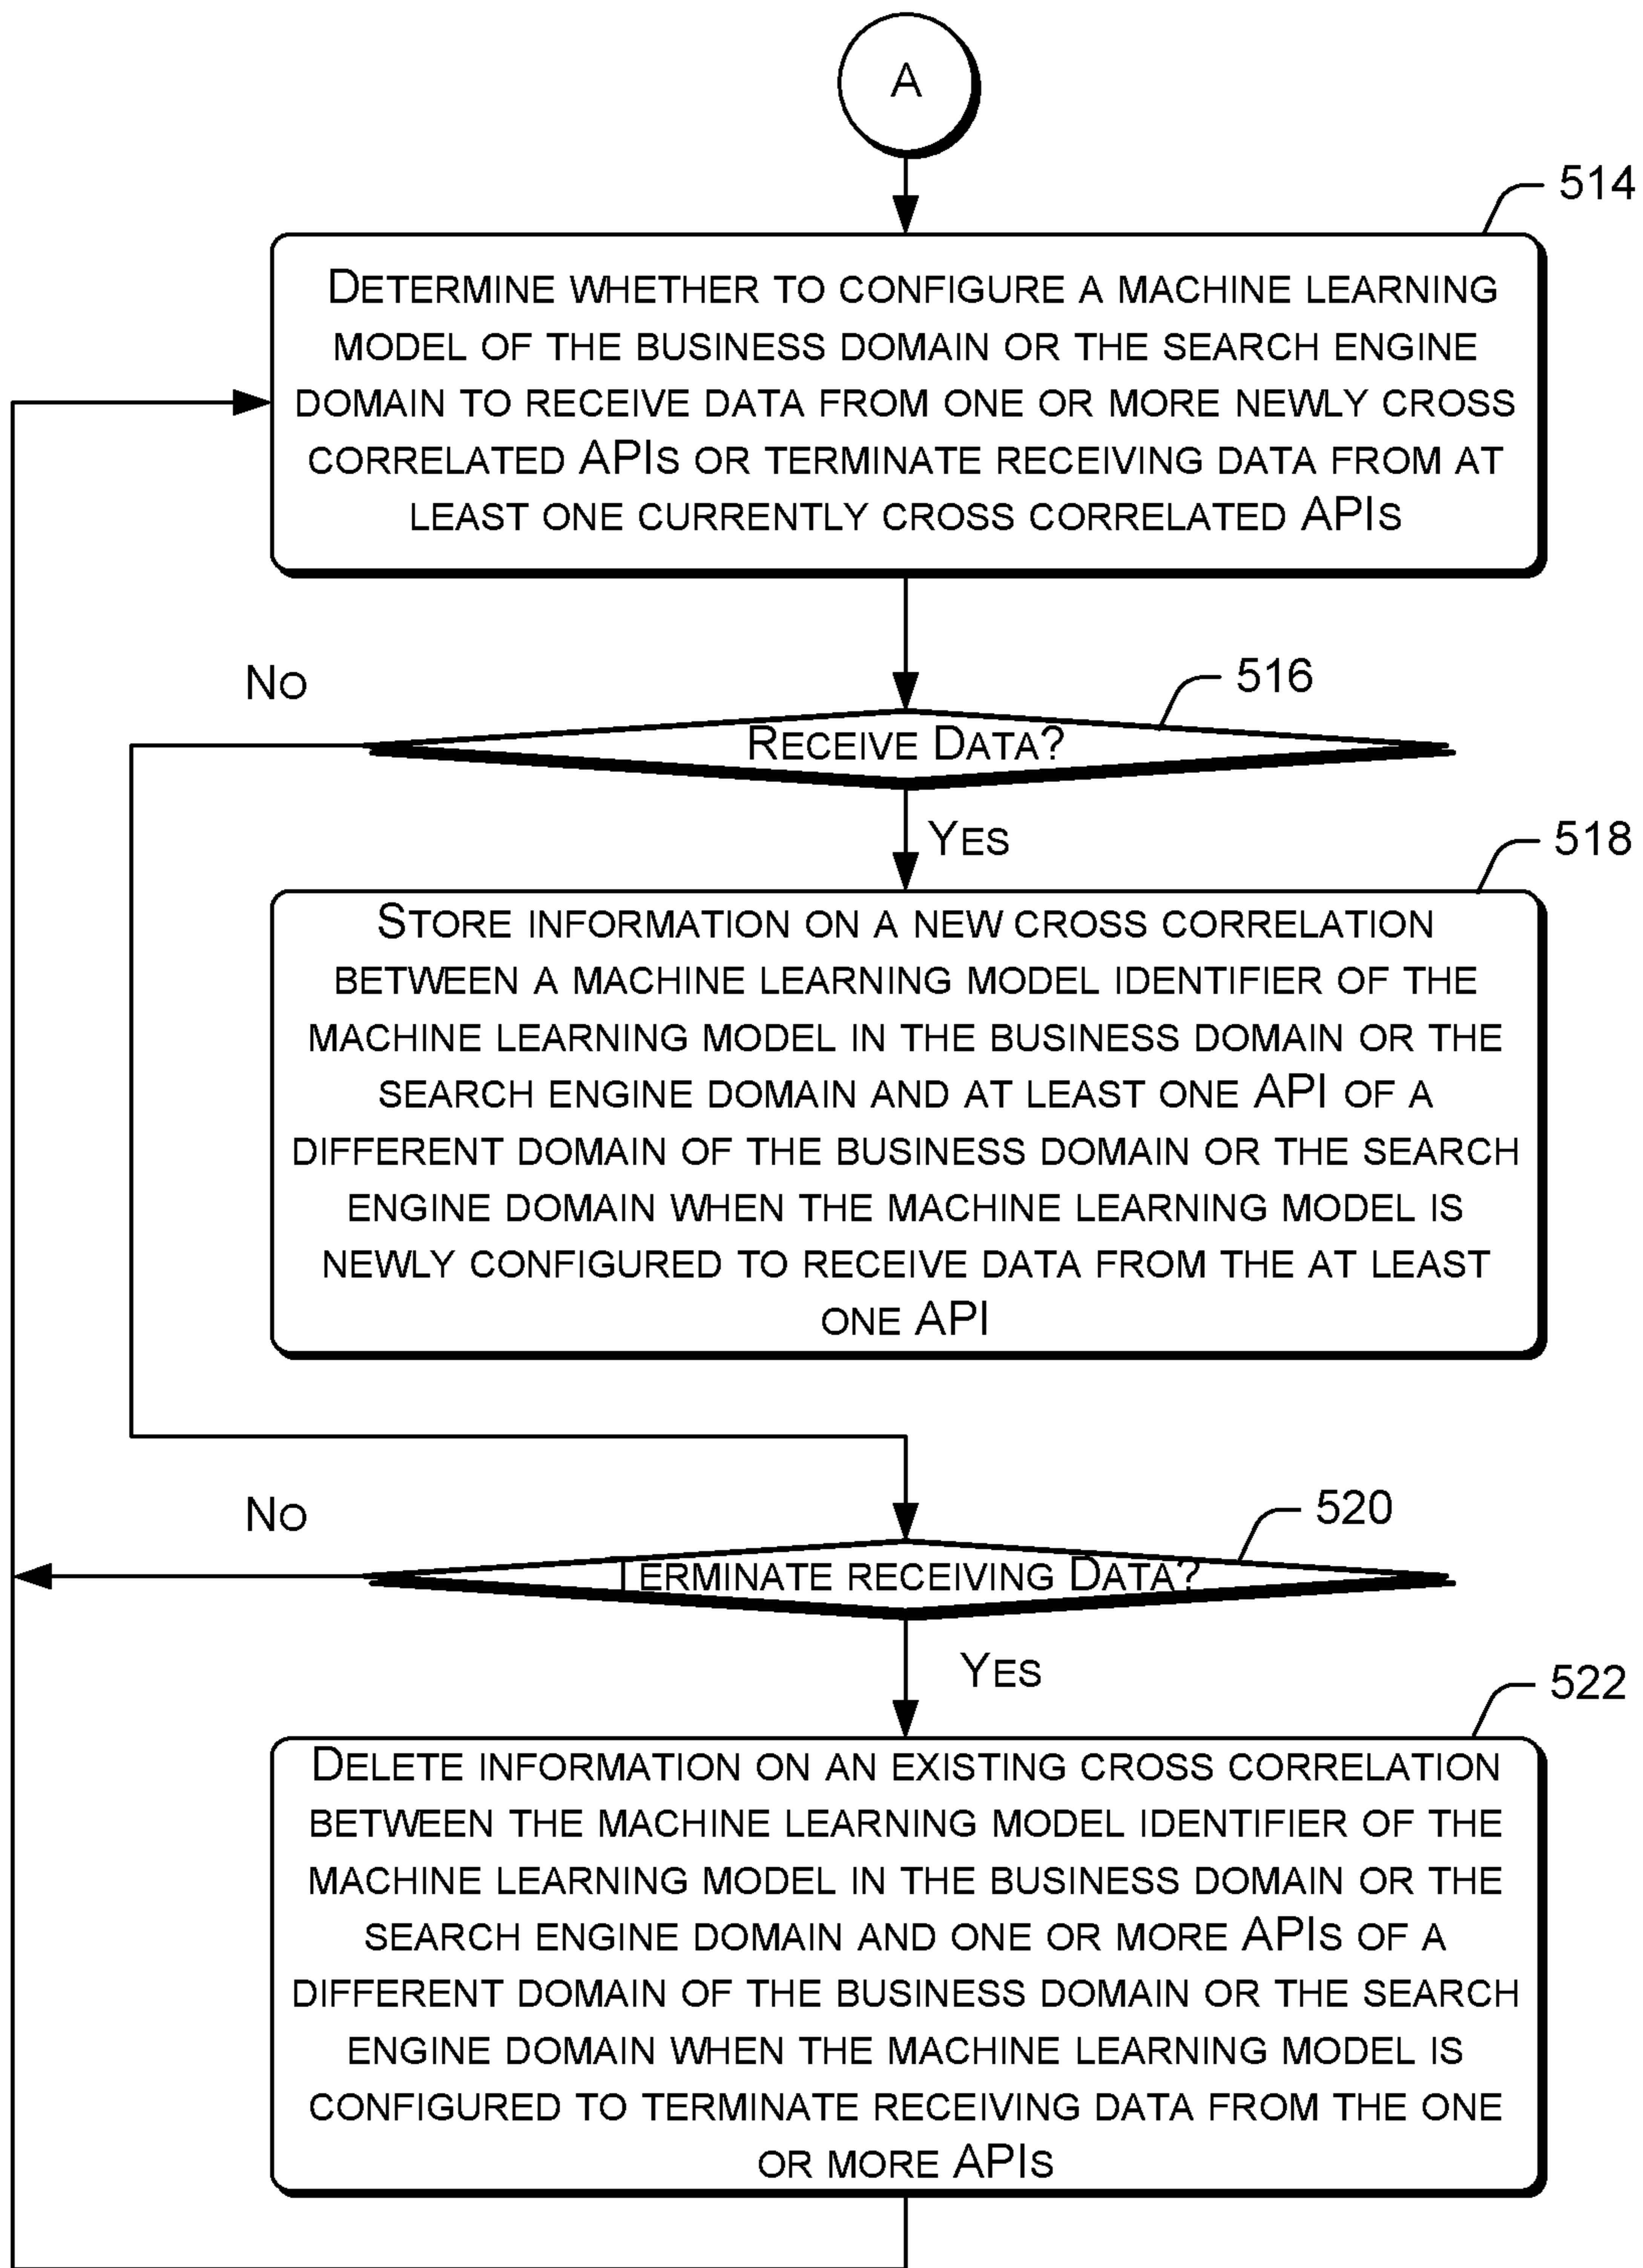 A
514
DETERMINE WHETHER TO CONFIGURE A MACHINE LEARNING
MODEL OF THE BUSINESS DOMAIN OR THE SEARCH ENGINE
DOMAIN TO RECEIVE DATA FROM ONE OR MORE NEWLY CROSS
CORRELATED APIS OR TERMINATE RECEIVING DATA FROM AT
LEAST ONE CURRENTLY CROSS CORRELATED APIS
NO
516
RECEIVE DATA?
YES
518
STORE INFORMATION ON A NEW CROSS CORRELATION
BETWEEN A MACHINE LEARNING MODEL IDENTIFIER OF THE
MACHINE LEARNING MODEL IN THE BUSINESS DOMAIN OR THE
SEARCH ENGINE DOMAIN AND AT LEAST ONE API OF A
DIFFERENT DOMAIN OF THE BUSINESS DOMAIN OR THE SEARCH
ENGINE DOMAIN WHEN THE MACHINE LEARNING MODEL IS
NEWLY CONFIGURED TO RECEIVE DATA FROM THE AT LEAST
ONE API
NO
520
TERMINATE RECEIVING DATA?
YES
522
DELETE INFORMATION ON AN EXISTING CROSS CORRELATION
BETWEEN THE MACHINE LEARNING MODEL IDENTIFIER OF THE
MACHINE LEARNING MODEL IN THE BUSINESS DOMAIN OR THE
SEARCH ENGINE DOMAIN AND ONE OR MORE APIS OF A
DIFFERENT DOMAIN OF THE BUSINESS DOMAIN OR THE SEARCH
ENGINE DOMAIN WHEN THE MACHINE LEARNING MODEL IS
CONFIGURED TO TERMINATE RECEIVING DATA FROM THE ONE
OR MORE APIS